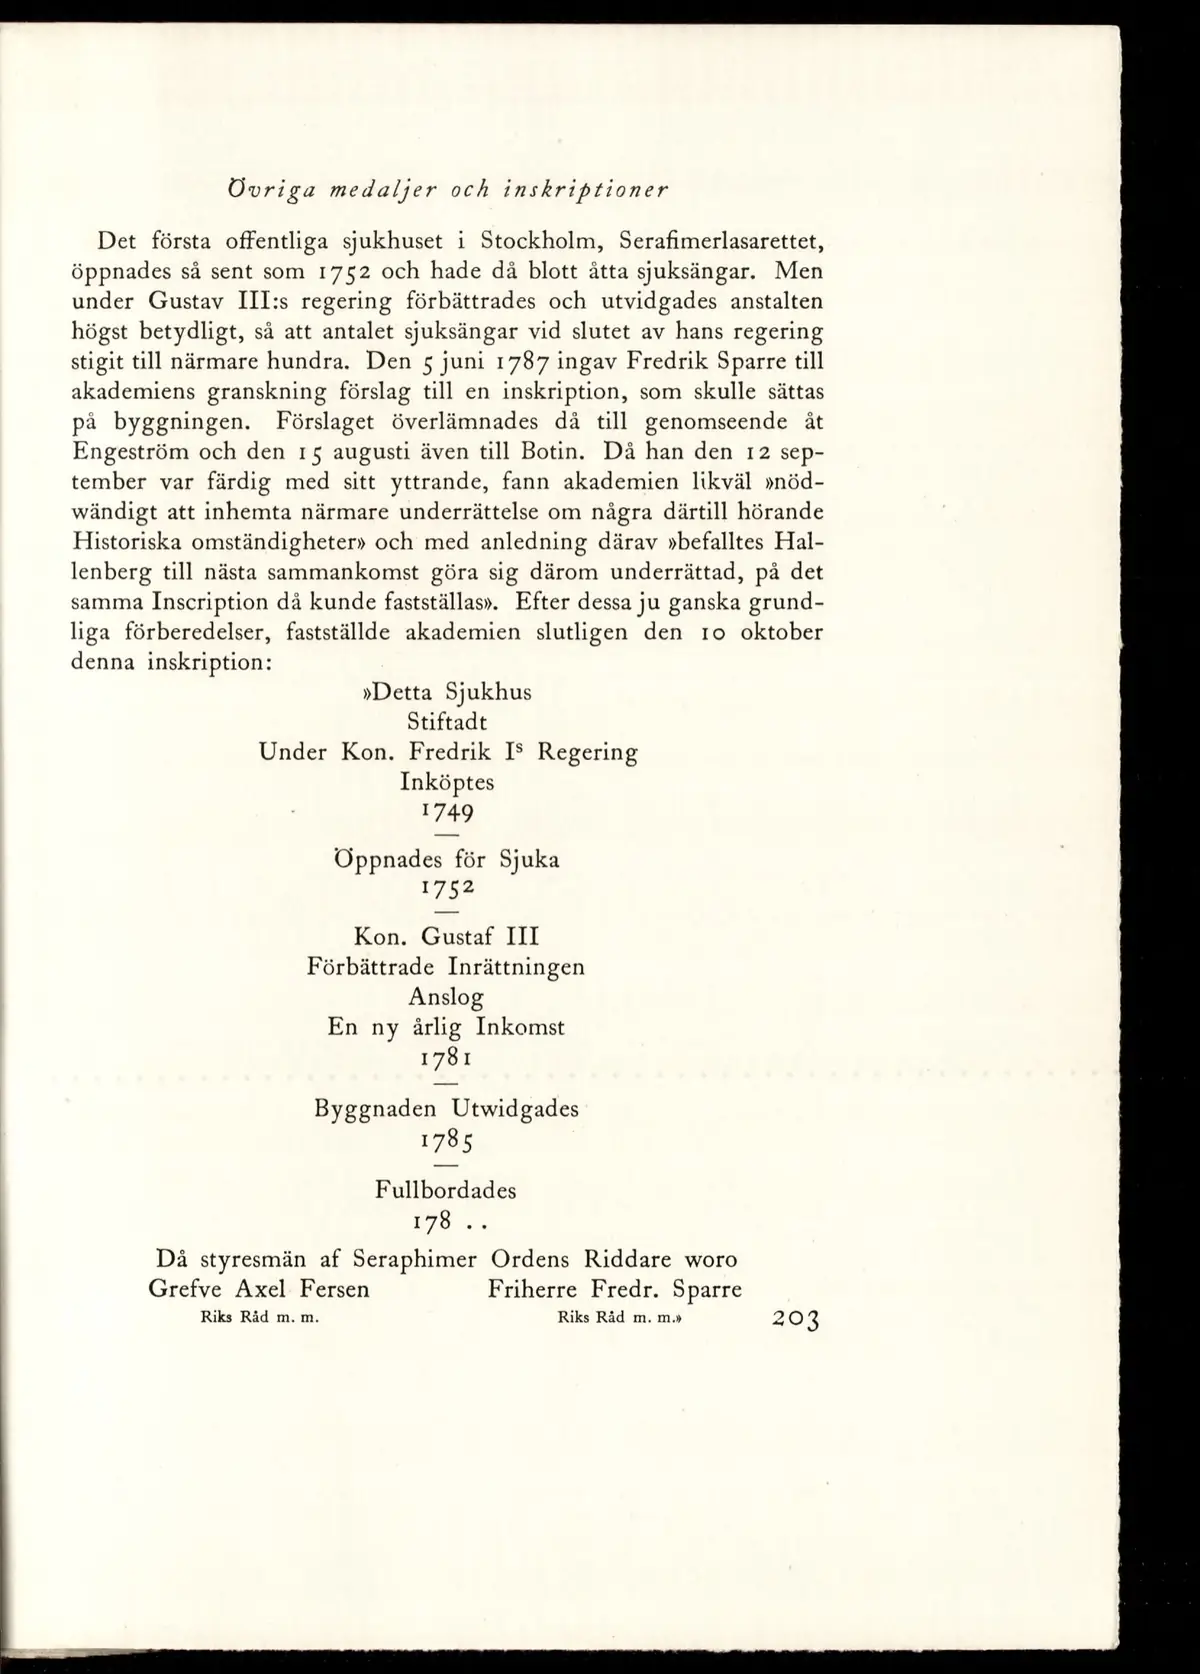 Övriga medaljer och inskriptioner
Det första offentliga sjukhuset i Stockholm, Serafimerlasarettet,
öppnades så sent som 1752 och hade då blott åtta sjuksängar. Men
under Gustav III:s regering förbättrades och utvidgades anstalten
högst betydligt, så att antalet sjuksängar vid slutet av hans regering
stigit till närmare hundra. Den 5 juni 1787 ingav Fredrik Sparre till
akademiens granskning förslag till en inskription, som skulle sättas
på byggningen. Förslaget överlämnades då till genomseende åt
Engeström och den 15 augusti även till Botin. Då han den 12 sep-
tember var färdig med sitt yttrande, fann akademien likväl »nöd-
wändigt att inhemta närmare underrättelse om några därtill hörande
Historiska omständigheter» och med anledning därav »befalltes Hal-
lenberg till nästa sammankomst göra sig därom underrättad, på det
samma Inscription då kunde fastställas». Efter dessa ju ganska grund-
liga förberedelser, fastställde akademien slutligen den 10 oktober
denna inskription:
»Detta Sjukhus
Stiftadt
Under Kon. Fredrik Iˢ Regering
Inköptes
1749
Öppnades för Sjuka
1752
Kon. Gustaf III
Förbättrade Inrättningen
Anslog
En ny årlig Inkomst
1781
Byggnaden Utwidgades
1785
Fullbordades
178 . .
Då styresmän af Seraphimer Ordens Riddare woro
Grefve Axel Fersen Friherre Fredr. Sparre
Riks Råd m. m. Riks Råd m. m.» 203